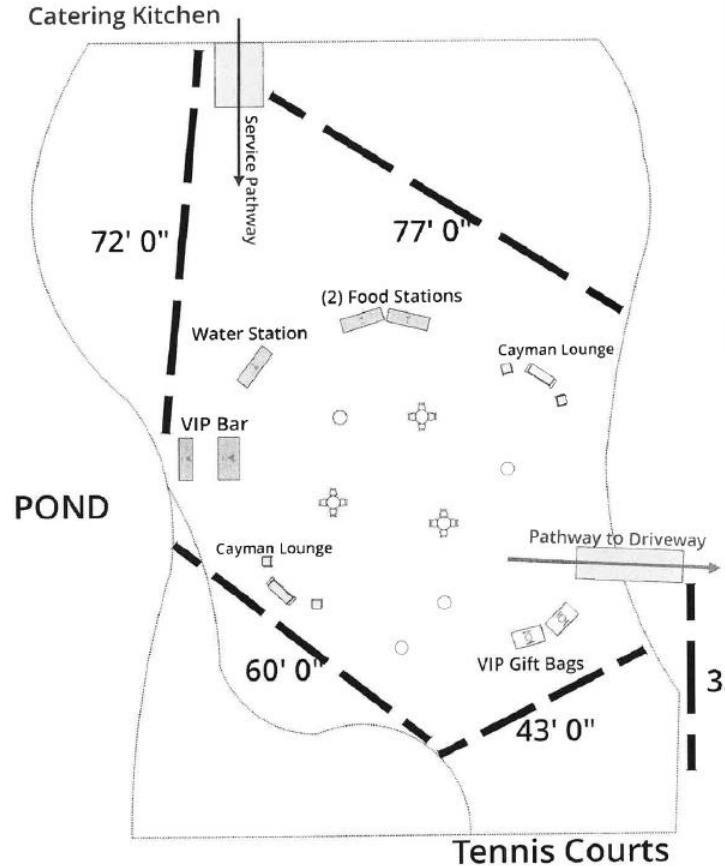 Catering Kitchen
Service Pathway
72' 0"
77' 0"
(2) Food Stations
Water Station
Cayman Lounge
VIP Bar
POND
Pathway to Driveway
Cayman Lounge
VIP Gift Bags
60' 0"
3
43' 0"
Tennis Courts